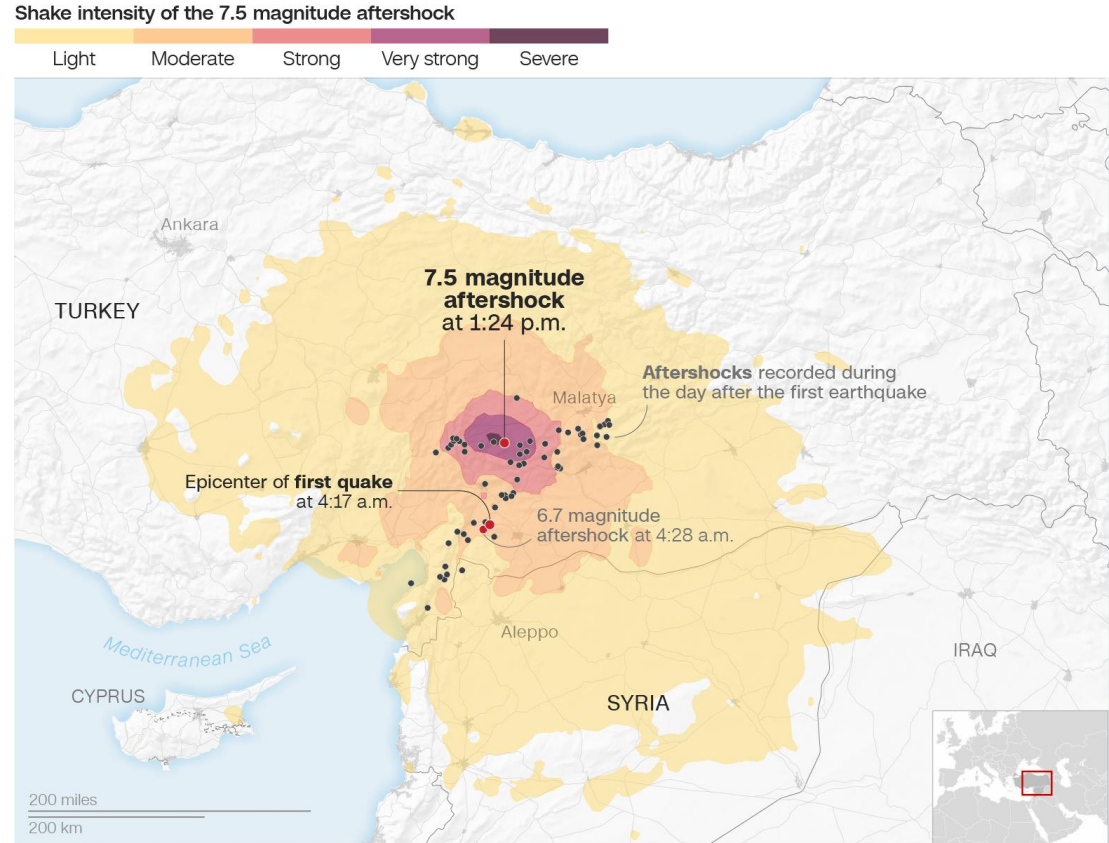 Shake intensity of the 7.5 magnitude aftershock
Light
Moderate
Strong
Very strong
Severe
Ankara
TURKEY
7.5 magnitude
aftershock
at 1:24 p.m.
Aftershocks recorded during
the day after the first earthquake
Malatya
Epicenter of first quake
at 4:17 a.m.
6.7 magnitude
aftershock at 4:28 a.m.
Aleppo
Mediterranean Sea
IRAQ
CYPRUS
SYRIA
200 miles
200 km